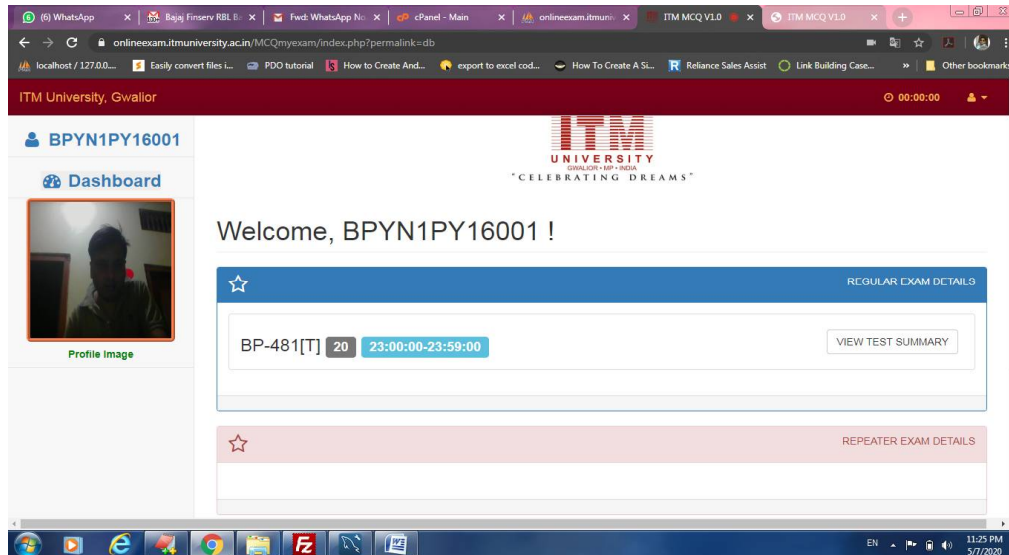 (6) WhatsApp
Bajaj Finserv RBL Ba
Fwd: WhatsApp No.
cPanel - Main
onlineexam.itmuniv
ITM MCQ V1.0
ITM MCQ V1.0
onlineexam.itmuniversity.ac.in/MCQmyexam/index.php?permalink=db
localhost / 127.0.0....
Easily convert files i...
PDO tutorial
How to Create And...
export to excel cod...
How To Create A Si...
Reliance Sales Assist
Link Building Case...
»
Other bookmarks
ITM University, Gwalior
00:00:00
BPYN1PY16001
Dashboard
Profile Image
ITM
UNIVERSITY
GWALIOR • MP • INDIA
"CELEBRATING DREAMS"
Welcome, BPYN1PY16001 !
REGULAR EXAM DETAILS
BP-481[T] 20 23:00:00-23:59:00
VIEW TEST SUMMARY
REPEATER EXAM DETAILS
EN
11:25 PM
5/7/2020